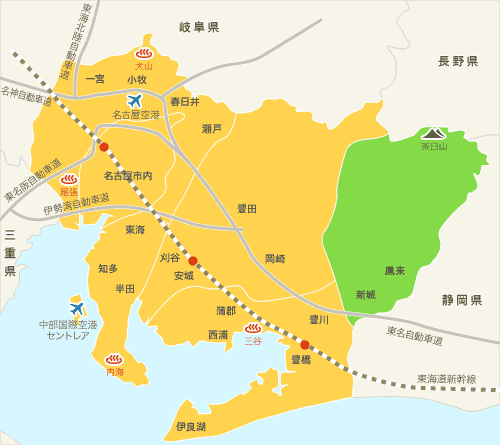 岐阜県
東海北陸自動車道
犬山
長野県
一宮
小牧
名神自動車道
春日井
名古屋空港
瀬戸
茶臼山
東名阪自動車道
名古屋市内
尾張
伊勢湾自動車道
豊田
東海
三重県
刈谷
岡崎
知多
安城
鳳来
半田
新城
静岡県
蒲郡
豊川
中部国際空港
セントレア
西浦
三谷
東名自動車道
豊橋
内海
東海道新幹線
伊良湖